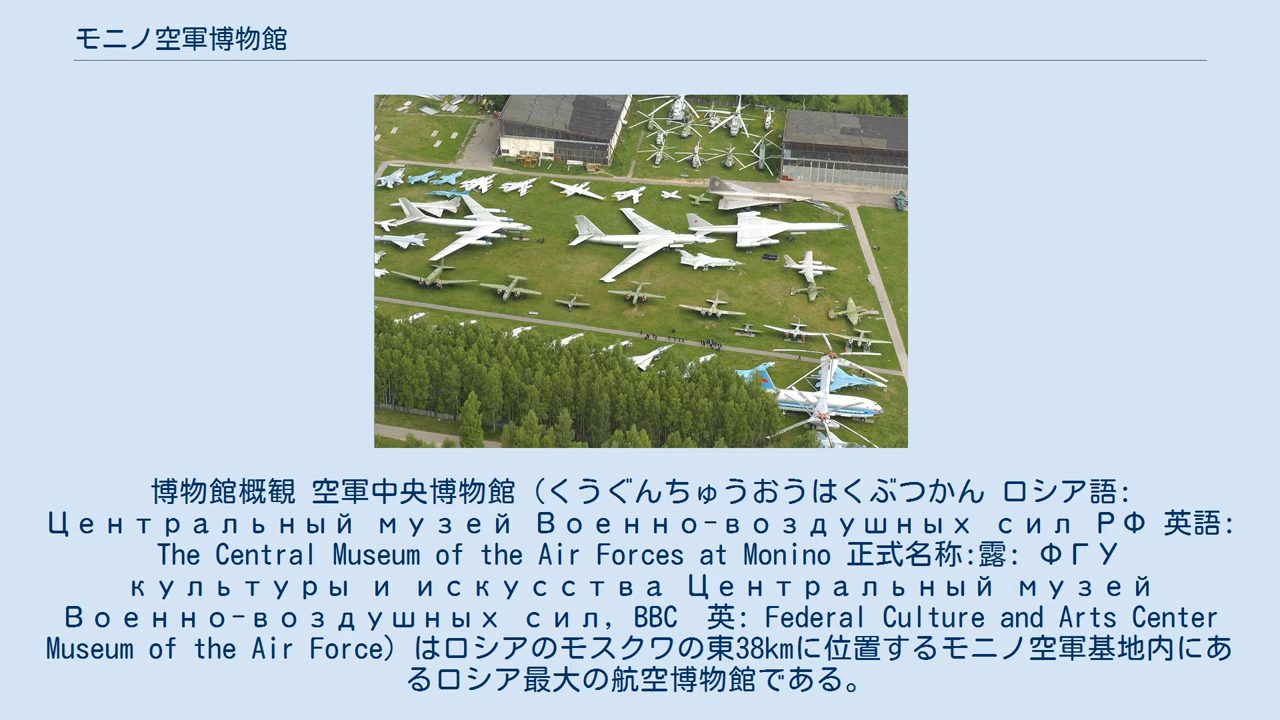 モニノ空軍博物館
博物館概観 空軍中央博物館（くうぐんちゅうおうはくぶつかん ロシア語:
Центральный музей Военно-воздушных сил РФ 英語:
The Central Museum of the Air Forces at Monino 正式名称:露: ФГУ
культуры и искусства Центральный музей
Военно-воздушных сил, BBC　英: Federal Culture and Arts Center
Museum of the Air Force）はロシアのモスクワの東38kmに位置するモニノ空軍基地内にあ
るロシア最大の航空博物館である。